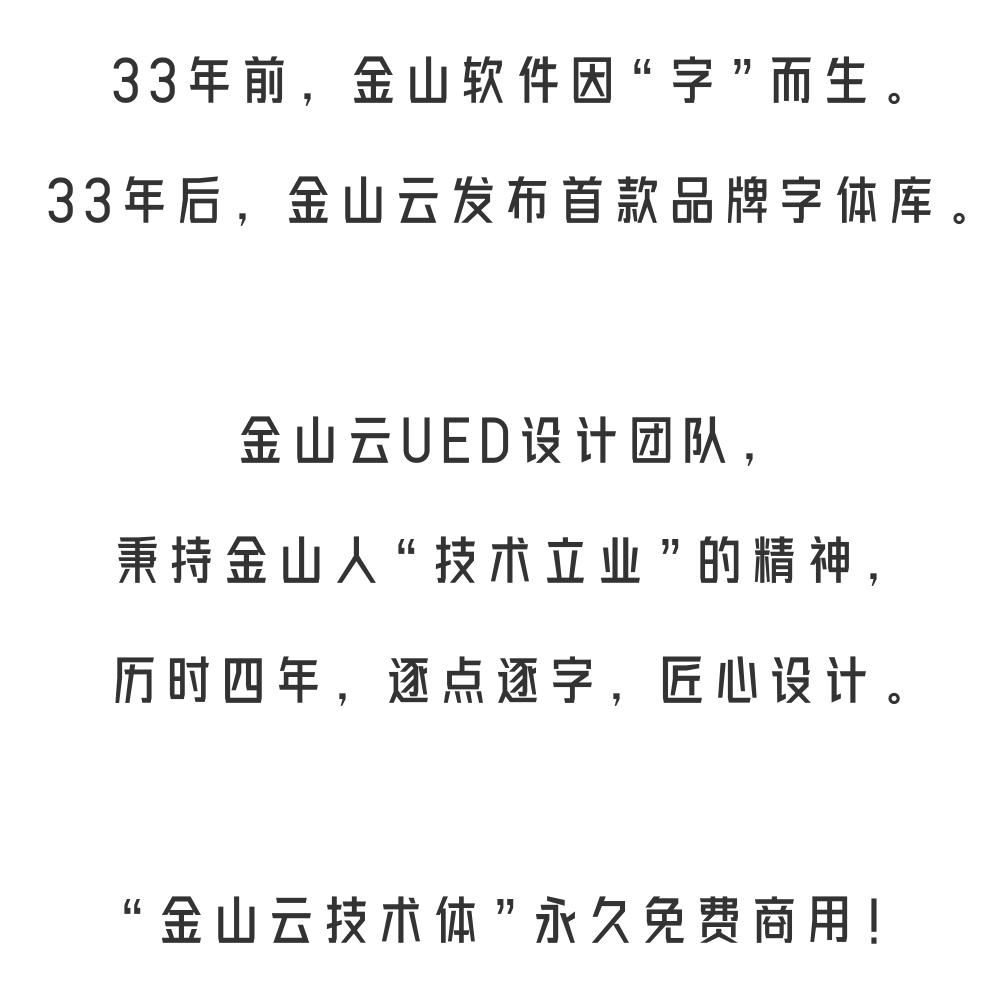 33年前，金山软件因“字”而生。
33年后，金山云发布首款品牌字体库。
金山云UED设计团队，
秉持金山人“技术立业”的精神，
历时四年，逐点逐字，匠心设计。
“金山云技术体”永久免费商用！